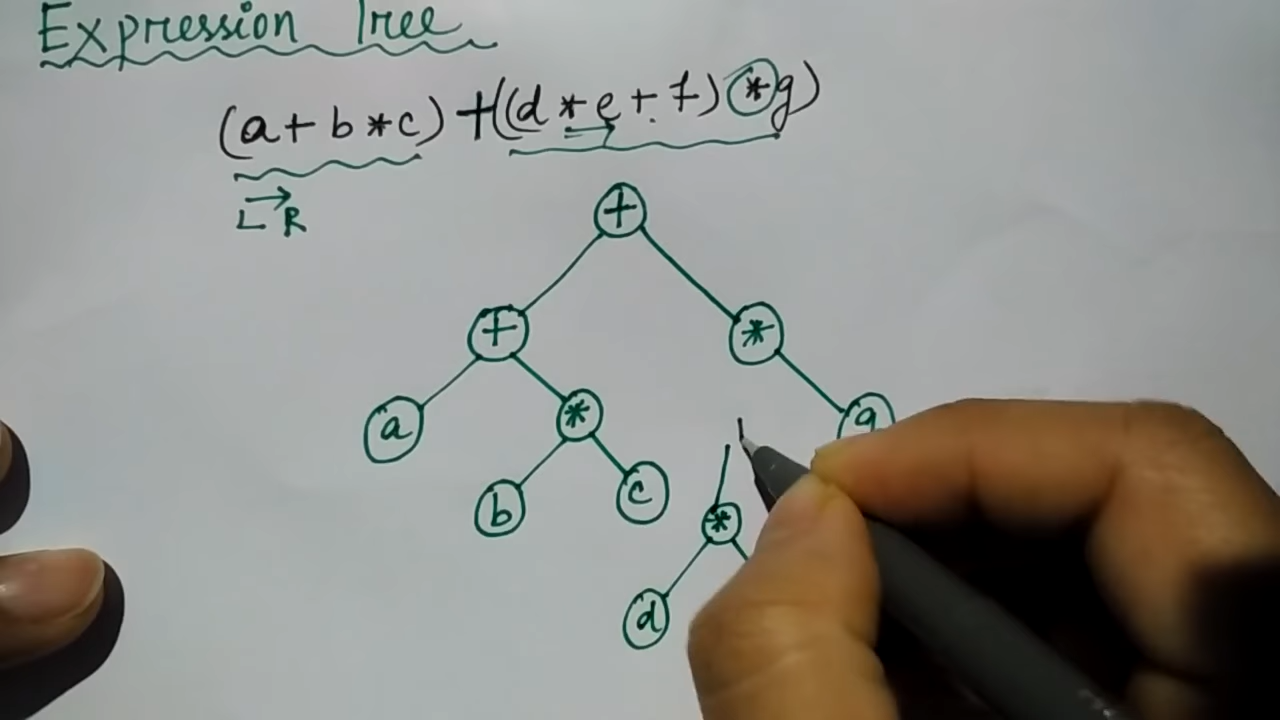 Expression Tree
(a+b*c)+((d*e+f)*g)
L R
+
+ *
a * g
b c *
d